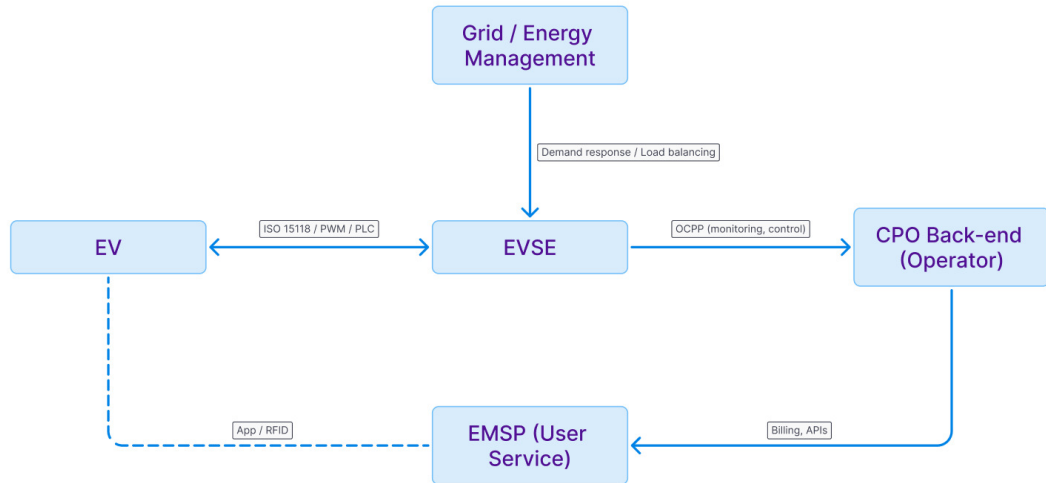 Grid / Energy
Management
Demand response / Load balancing
EV
ISO 15118 / PWM / PLC
EVSE
OCPP (monitoring, control)
CPO Back-end
(Operator)
App / RFID
EMSP (User
Service)
Billing, APIs